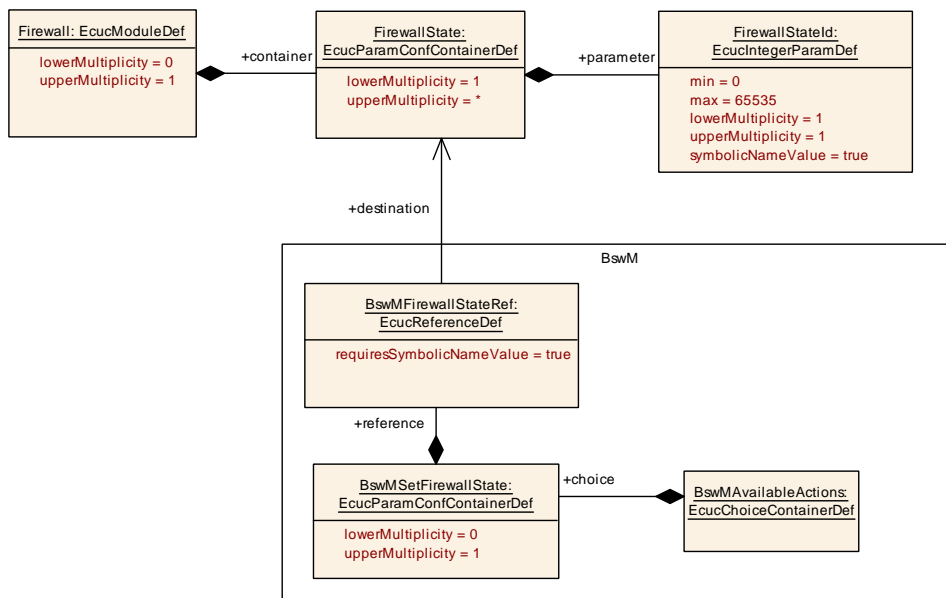 Firewall: EcucModuleDef
lowerMultiplicity = 0
upperMultiplicity = 1
+container
FirewallState:
EcucParamConfContainerDef
lowerMultiplicity = 1
upperMultiplicity = *
+parameter
FirewallStateId:
EcucIntegerParamDef
min = 0
max = 65535
lowerMultiplicity = 1
upperMultiplicity = 1
symbolicNameValue = true
+destination
BswM
BswMFirewallStateRef:
EcucReferenceDef
requiresSymbolicNameValue = true
+reference
BswMSetFirewallState:
EcucParamConfContainerDef
lowerMultiplicity = 0
upperMultiplicity = 1
+choice
BswMAvailableActions:
EcucChoiceContainerDef